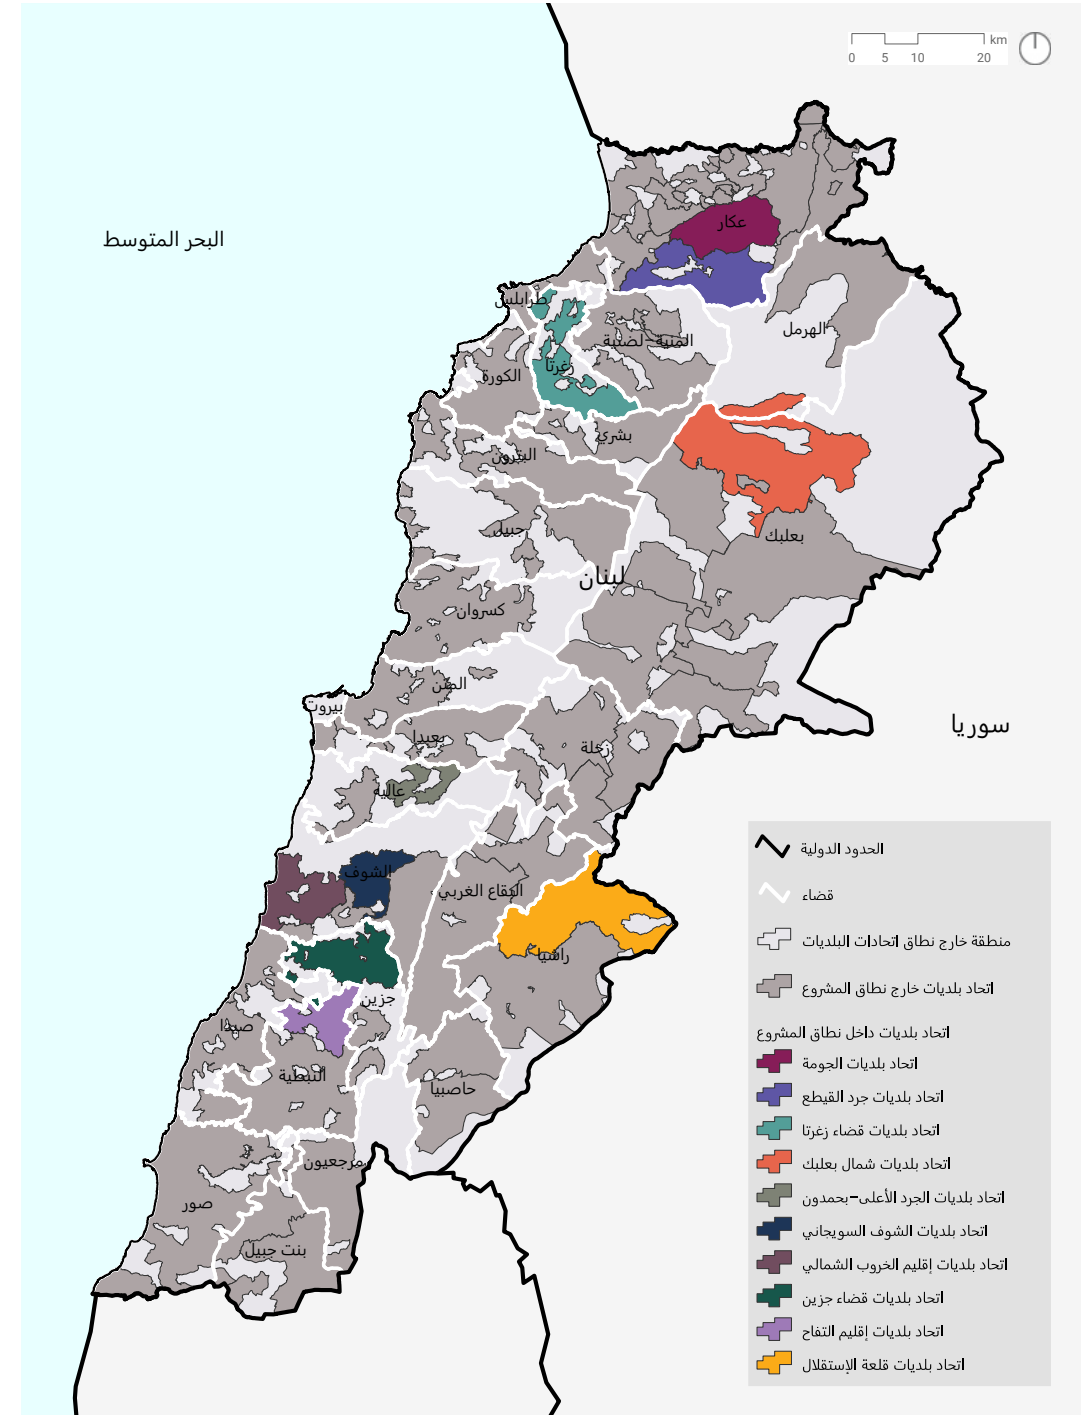 km
0 5 10 20
البحر المتوسط
عكار
طرابلس
الهرمل
المنية-لضنية
زغرتا
الكورة
بشري
البترون
بعلبك
جبيل
لبنان
كسروان
المتن
بيروت
سوريا
بعبدا
زحلة
عاليه
الشوف
البقاع الغربي
راشيا
جزين
صيدا
النبطية
حاصبيا
مرجعيون
صور
بنت جبيل
الحدود الدولية
قضاء
منطقة خارج نطاق اتحادات البلديات
اتحاد بلديات خارج نطاق المشروع
اتحاد بلديات داخل نطاق المشروع
اتحاد بلديات الجومة
اتحاد بلديات جرد القيطع
اتحاد بلديات قضاء زغرتا
اتحاد بلديات شمال بعلبك
اتحاد بلديات الجرد الأعلى-بحمدون
اتحاد بلديات الشوف السويجاني
اتحاد بلديات إقليم الخروب الشمالي
اتحاد بلديات قضاء جزين
اتحاد بلديات إقليم التفاح
اتحاد بلديات قلعة الإستقلال